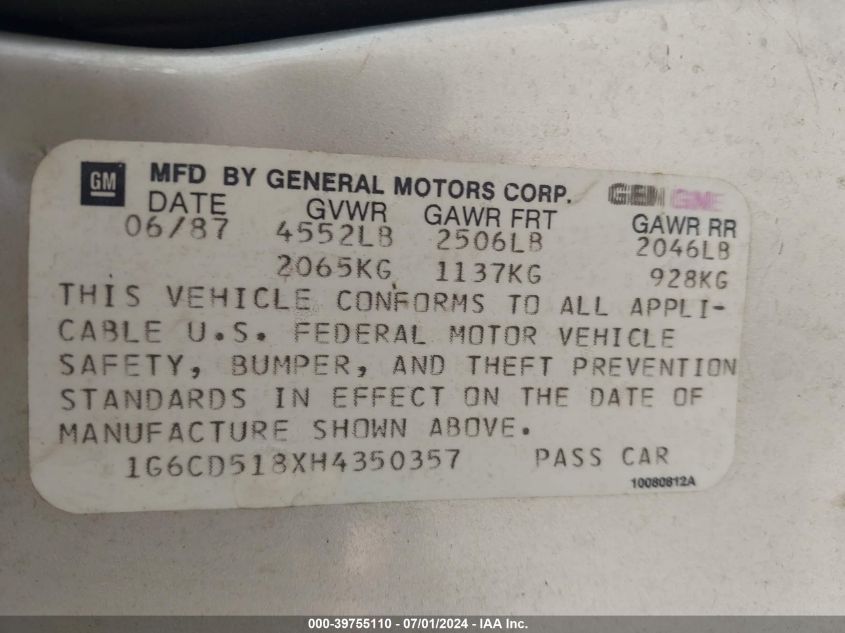 GM MFD BY GENERAL MOTORS CORP. GEN GME
DATE GVWR GAWR FRT GAWR RR
06/87 4552LB 2506LB 2046LB
2065KG 1137KG 928KG
THIS VEHICLE CONFORMS TO ALL APPLI-
CABLE U.S. FEDERAL MOTOR VEHICLE
SAFETY, BUMPER, AND THEFT PREVENTION
STANDARDS IN EFFECT ON THE DATE OF
MANUFACTURE SHOWN ABOVE.
1G6CD518XH4350357 PASS CAR
10080812A
000-39755110 - 07/01/2024 - IAA Inc.